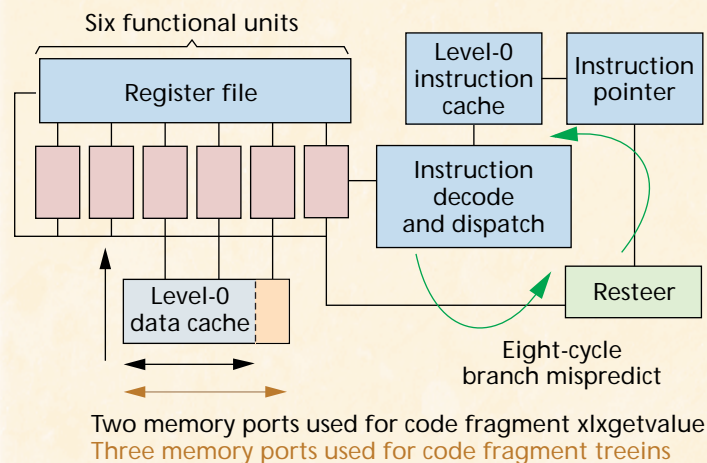 Six functional units
Register file
Level-0
instruction
cache
Instruction
pointer
Instruction
decode
and dispatch
Level-0
data cache
Resteer
Eight-cycle
branch mispredict
Two memory ports used for code fragment xlxgetvalue
Three memory ports used for code fragment treeins